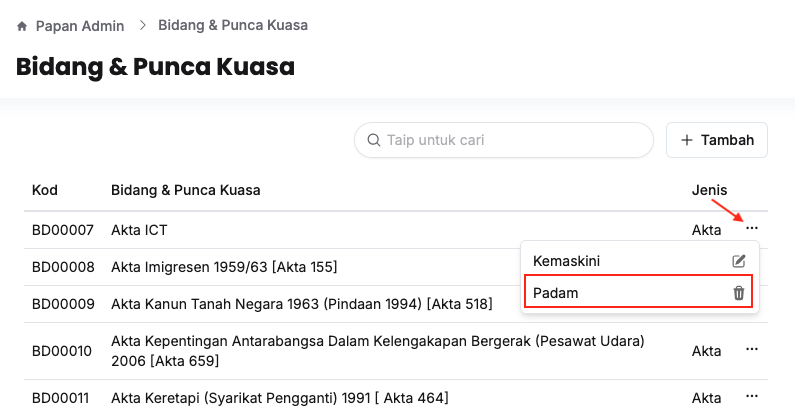 Papan Admin > Bidang & Punca Kuasa
Bidang & Punca Kuasa
Taip untuk cari
+ Tambah
Kod Bidang & Punca Kuasa Jenis
BD00007 Akta ICT Akta ...
Kemaskini
BD00008 Akta Imigresen 1959/63 [Akta 155]
Padam
BD00009 Akta Kanun Tanah Negara 1963 (Pindaan 1994) [Akta 518]
BD00010 Akta Kepentingan Antarabangsa Dalam Kelengakapan Bergerak (Pesawat Udara) Akta ...
2006 [Akta 659]
BD00011 Akta Keretapi (Syarikat Pengganti) 1991 [ Akta 464] Akta ...